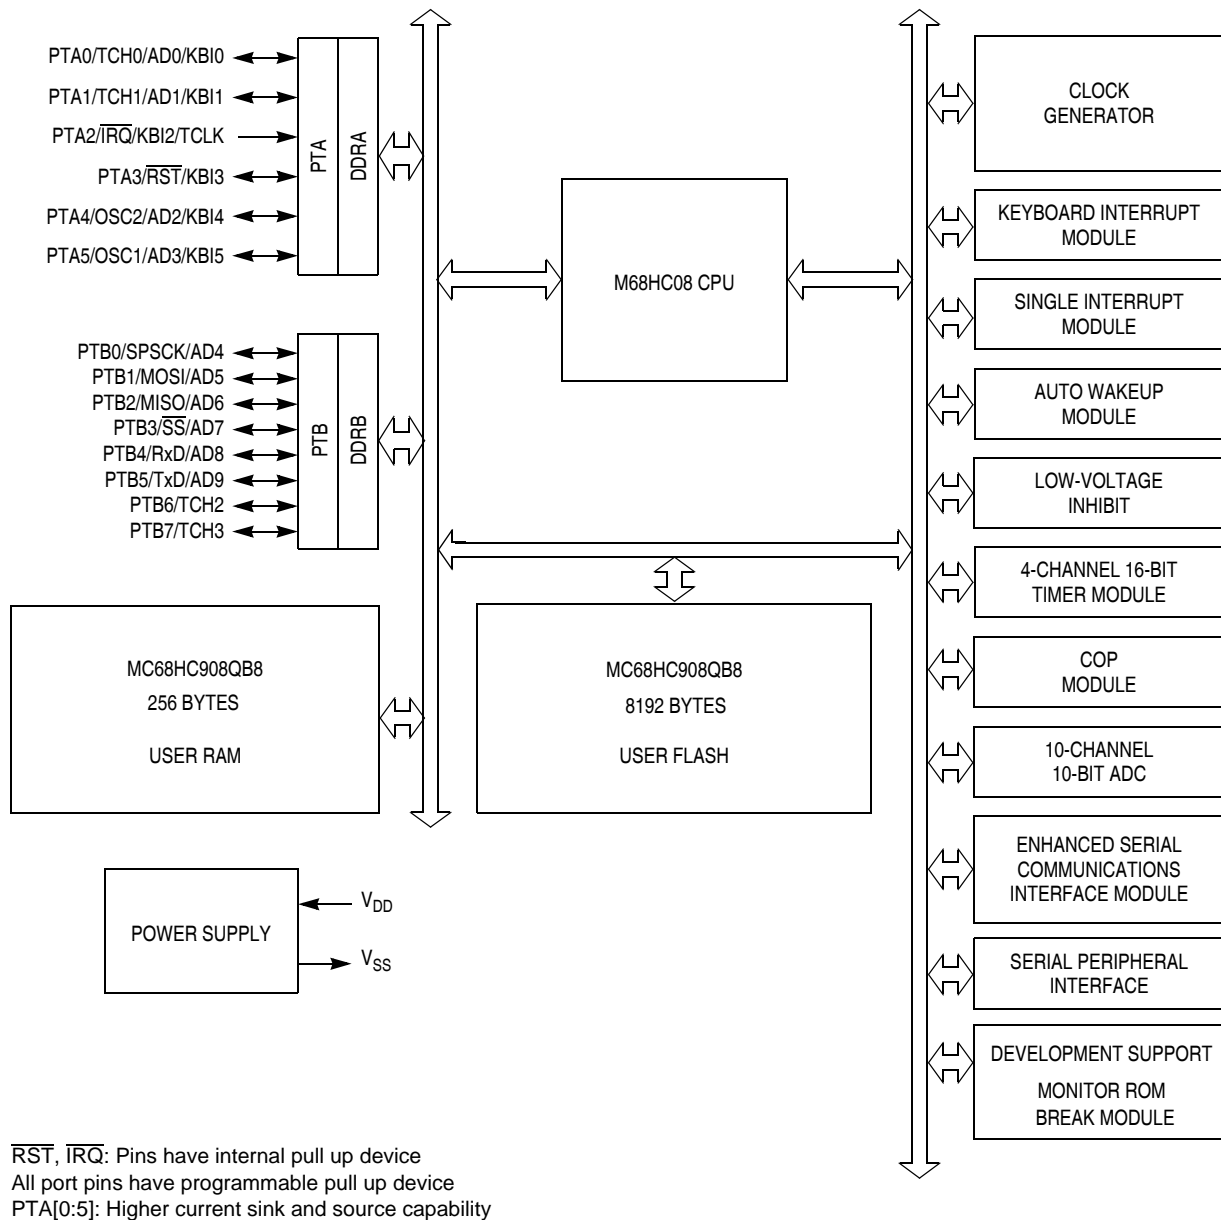 PTA0/TCH0/AD0/KBI0
PTA1/TCH1/AD1/KBI1
PTA2/I̅R̅Q̅/KBI2/TCLK
PTA3/R̅S̅T̅/KBI3
PTA4/OSC2/AD2/KBI4
PTA5/OSC1/AD3/KBI5
PTA
DDRA
PTB0/SPSCK/AD4
PTB1/MOSI/AD5
PTB2/MISO/AD6
PTB3/S̅S̅/AD7
PTB4/RxD/AD8
PTB5/TxD/AD9
PTB6/TCH2
PTB7/TCH3
PTB
DDRB
M68HC08 CPU
MC68HC908QB8
256 BYTES
USER RAM
MC68HC908QB8
8192 BYTES
USER FLASH
POWER SUPPLY
VDD
VSS
CLOCK
GENERATOR
KEYBOARD INTERRUPT
MODULE
SINGLE INTERRUPT
MODULE
AUTO WAKEUP
MODULE
LOW-VOLTAGE
INHIBIT
4-CHANNEL 16-BIT
TIMER MODULE
COP
MODULE
10-CHANNEL
10-BIT ADC
ENHANCED SERIAL
COMMUNICATIONS
INTERFACE MODULE
SERIAL PERIPHERAL
INTERFACE
DEVELOPMENT SUPPORT
MONITOR ROM
BREAK MODULE
R̅S̅T̅, I̅R̅Q̅: Pins have internal pull up device
All port pins have programmable pull up device
PTA[0:5]: Higher current sink and source capability